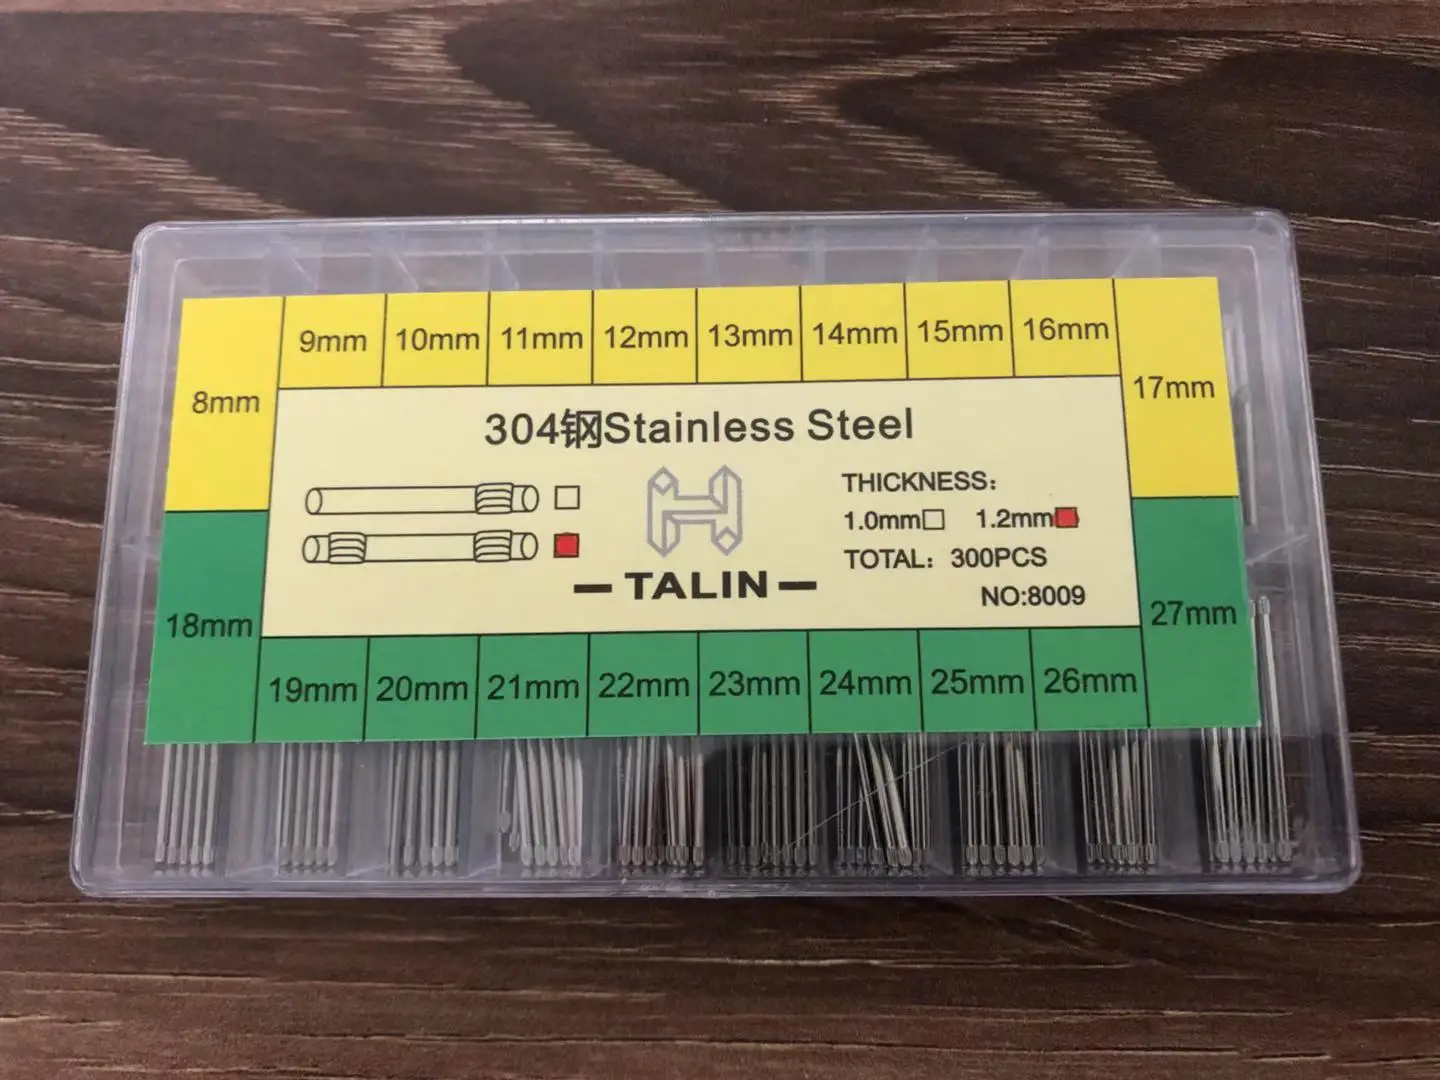 9mm 10mm 11mm 12mm 13mm 14mm 15mm 16mm
8mm 17mm
304钢Stainless Steel
THICKNESS:
1.0mm 1.2mm
TOTAL: 300PCS
TALIN
NO:8009
18mm 27mm
19mm 20mm 21mm 22mm 23mm 24mm 25mm 26mm